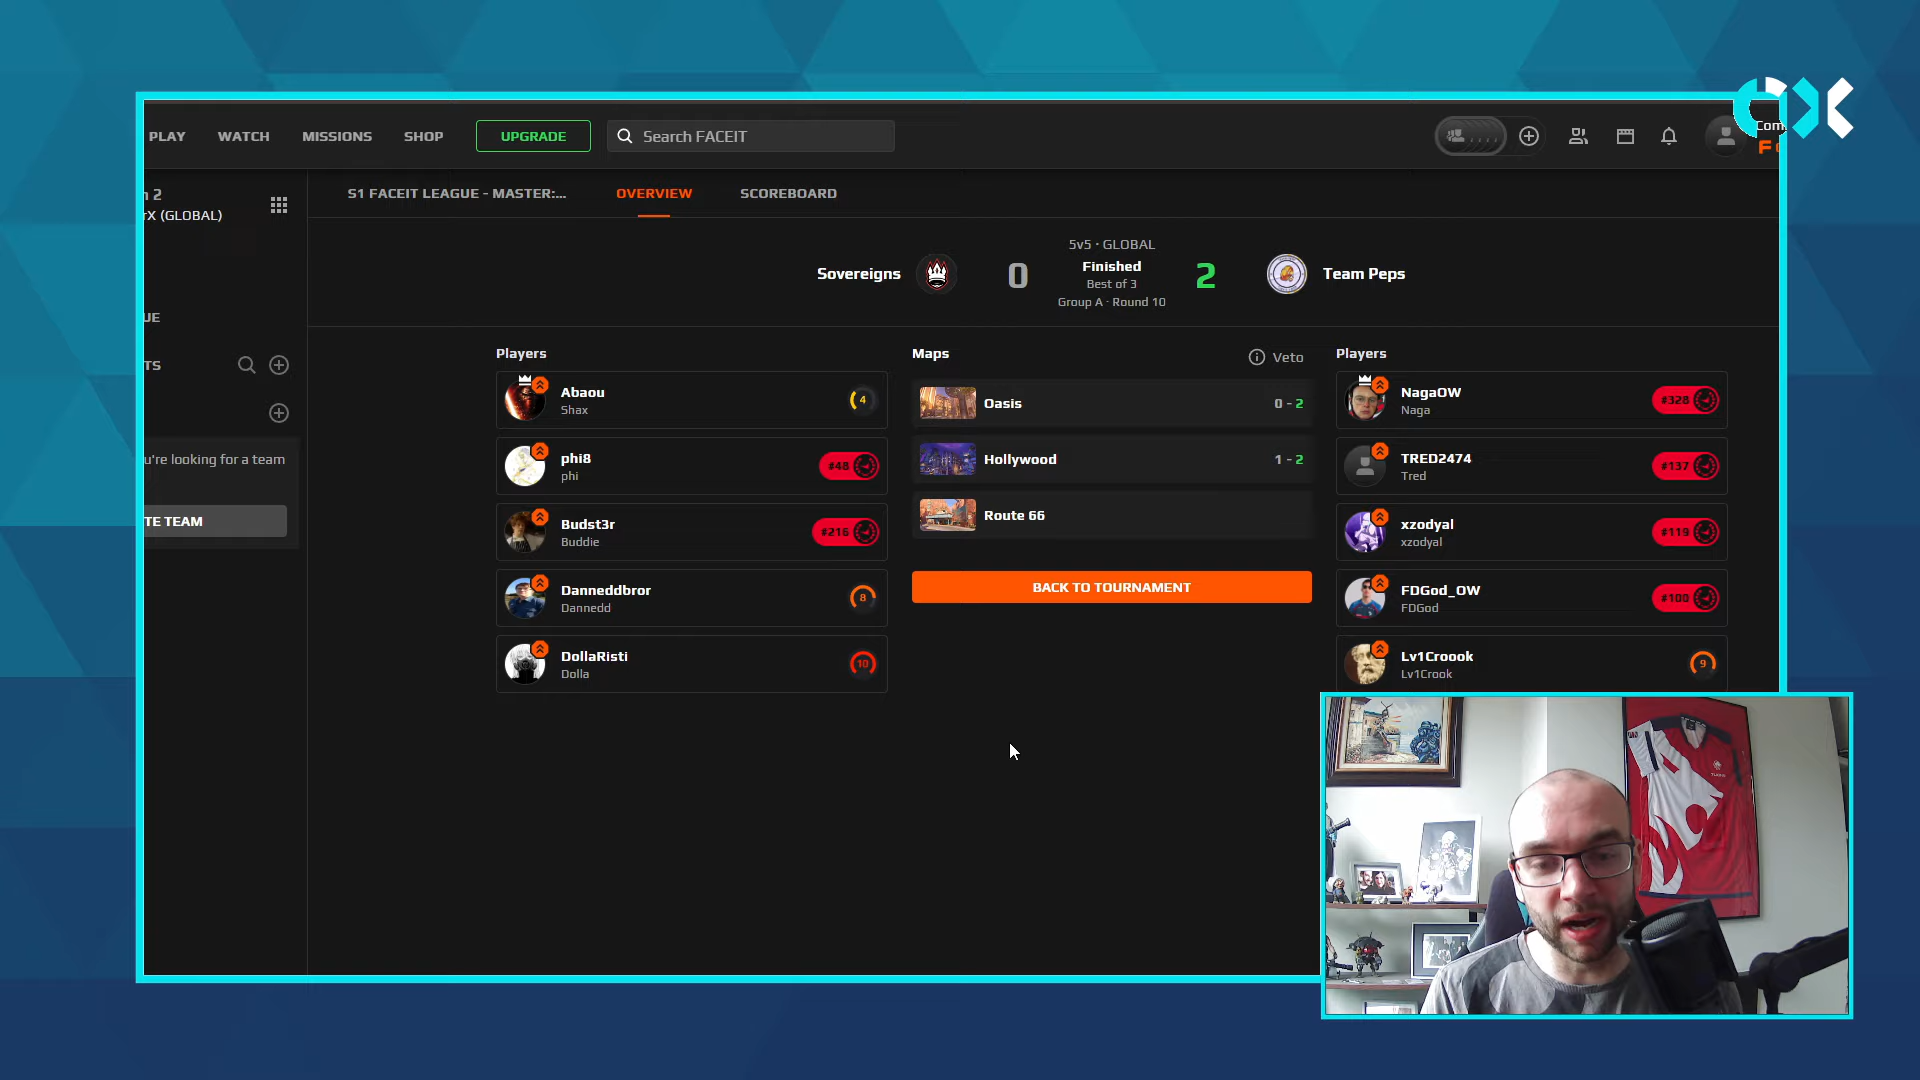 PLAY
WATCH
MISSIONS
SHOP
UPGRADE
Search FACEIT
Com
n 2
rX (GLOBAL)
UE
TS
u're looking for a team
TE TEAM
S1 FACEIT LEAGUE - MASTER:...
OVERVIEW
SCOREBOARD
Sovereigns
0
5v5 · GLOBAL
Finished
Best of 3
Group A · Round 10
2
Team Peps
Players
Abaou
Shax
4
phi8
phi
#48
Budst3r
Buddie
#216
Danneddbror
Dannedd
8
DollaRisti
Dolla
10
Maps
Veto
Oasis
0 - 2
Hollywood
1 - 2
Route 66
BACK TO TOURNAMENT
Players
NagaOW
Naga
#328
TRED2474
Tred
#137
xzodyal
xzodyal
#119
FDGod_OW
FDGod
#100
Lv1Croook
Lv1Crook
9